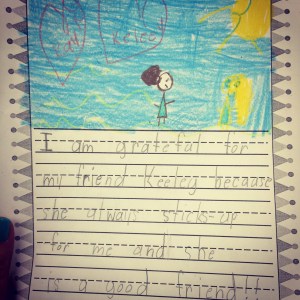 Keeley
I am grateful for
my friend Keeley because
she always sticks up
for me and she
is a good friend!!